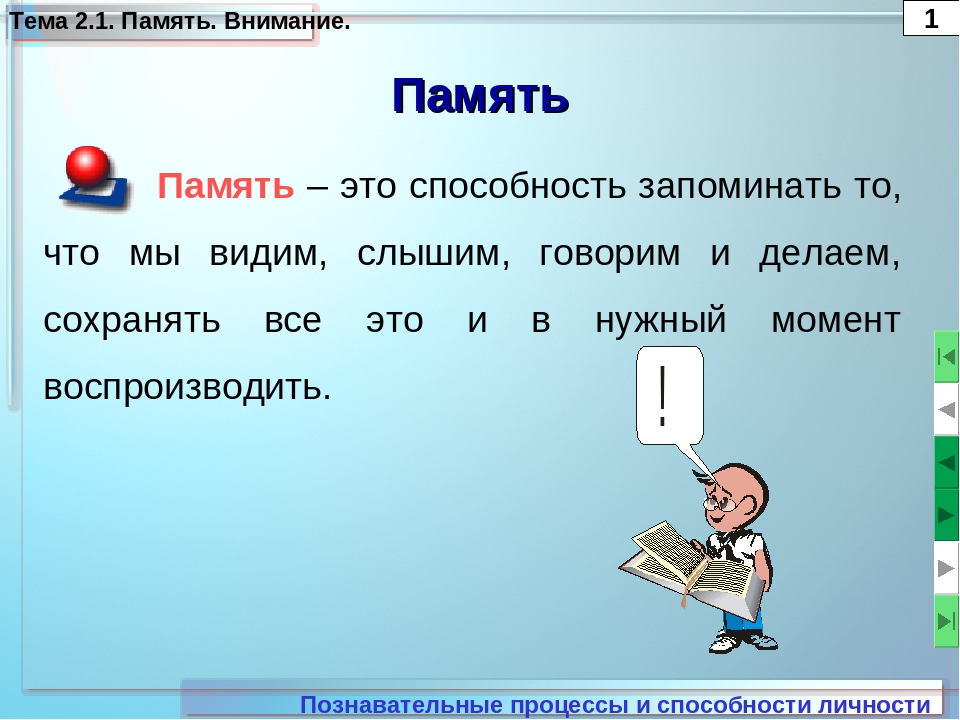 Тема 2.1. Память. Внимание.
1
Память
Память – это способность запоминать то,
что мы видим, слышим, говорим и делаем,
сохранять все это и в нужный момент
воспроизводить.
!
Познавательные процессы и способности личности